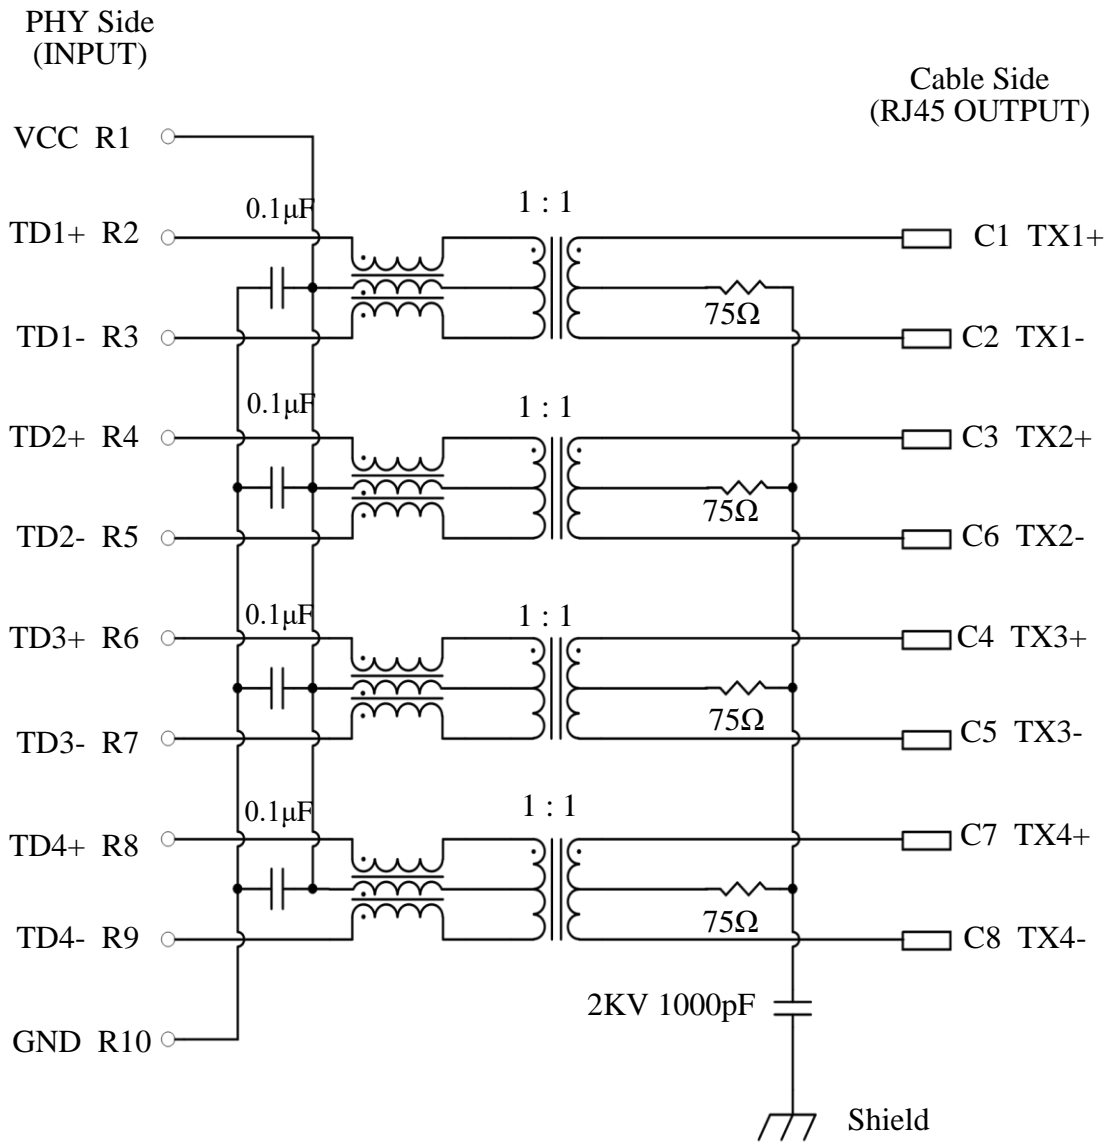 PHY Side
(INPUT)
Cable Side
(RJ45 OUTPUT)
VCC R1
0.1μF
1 : 1
TD1+ R2
C1 TX1+
75Ω
TD1- R3
C2 TX1-
0.1μF
1 : 1
TD2+ R4
C3 TX2+
75Ω
TD2- R5
C6 TX2-
0.1μF
1 : 1
TD3+ R6
C4 TX3+
75Ω
TD3- R7
C5 TX3-
0.1μF
1 : 1
TD4+ R8
C7 TX4+
75Ω
TD4- R9
C8 TX4-
2KV 1000pF
GND R10
Shield